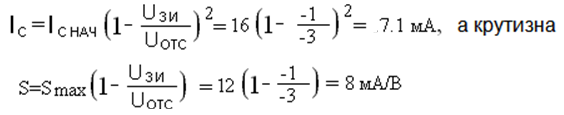 I_C = I_C НАЧ (1 - U_ЗИ / U_ОТС)^2 = 16 (1 - -1 / -3)^2 = .7.1 мА, а крутизна
S = S_max (1 - U_ЗИ / U_ОТС) = 12 (1 - -1 / -3) = 8 мА/В